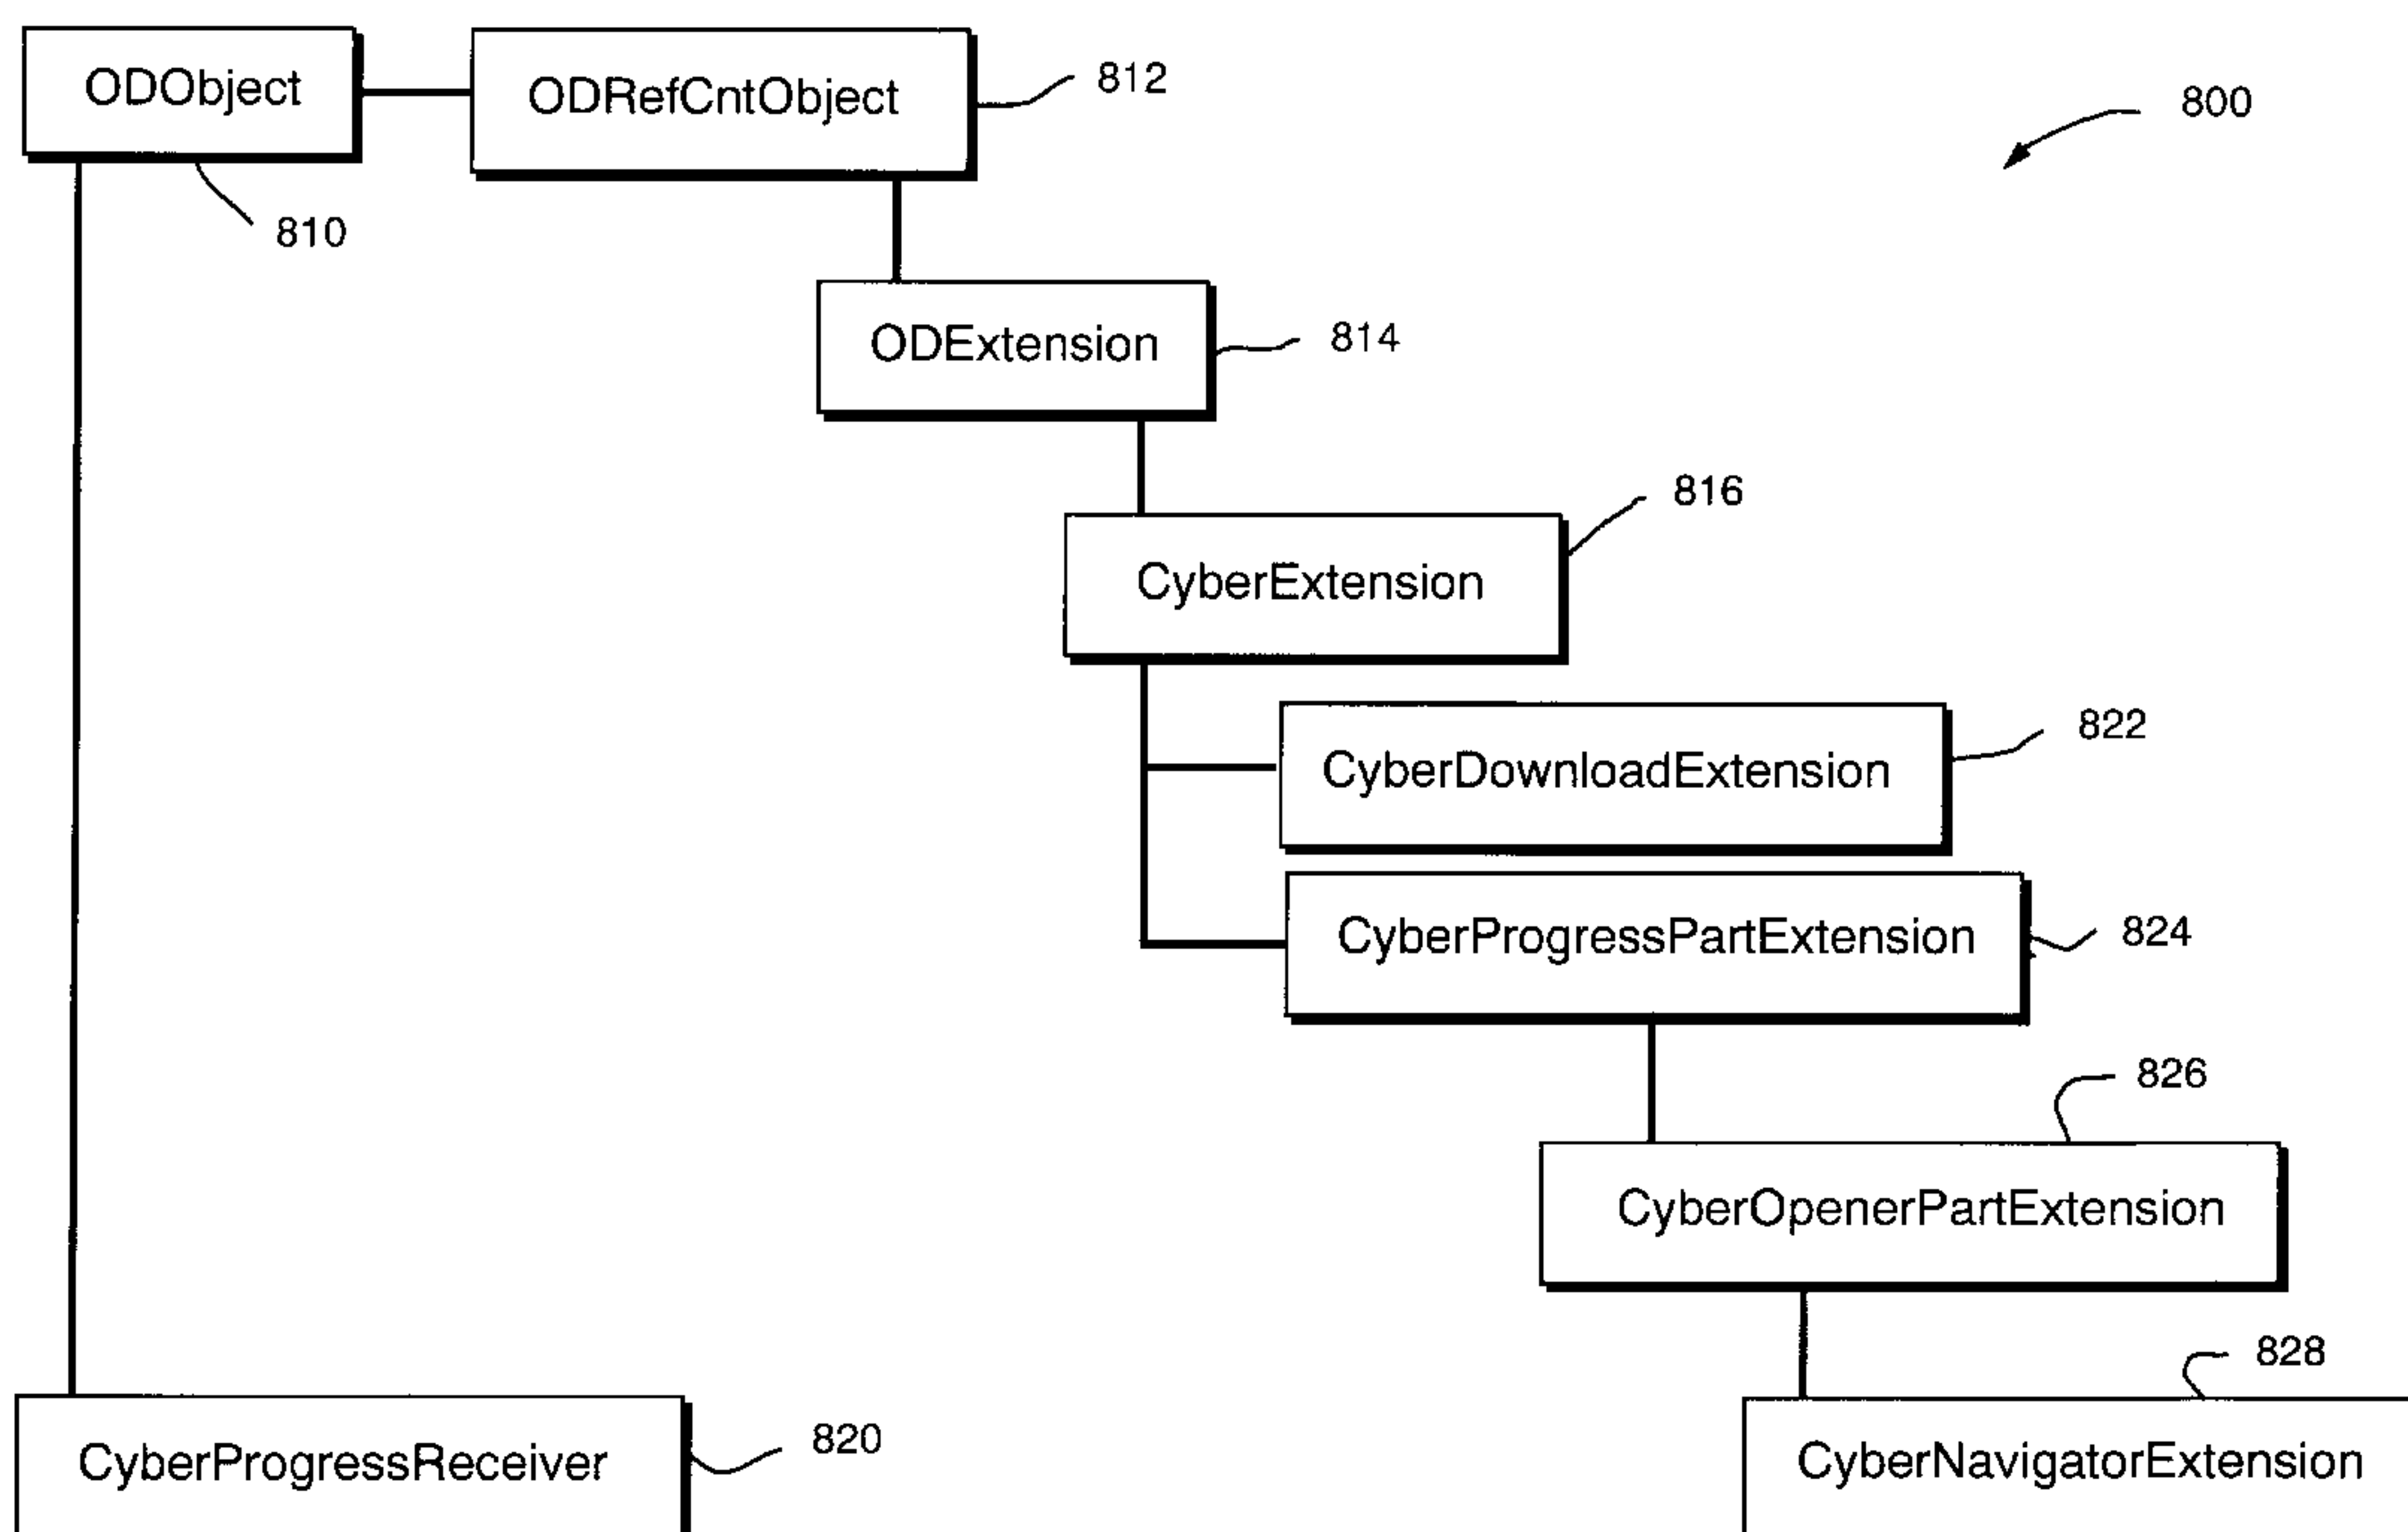 ODObject
ODRefCntObject
812
800
810
ODExtension
814
816
CyberExtension
822
CyberDownloadExtension
824
CyberProgressPartExtension
826
CyberOpenerPartExtension
828
820
CyberProgressReceiver
CyberNavigatorExtension